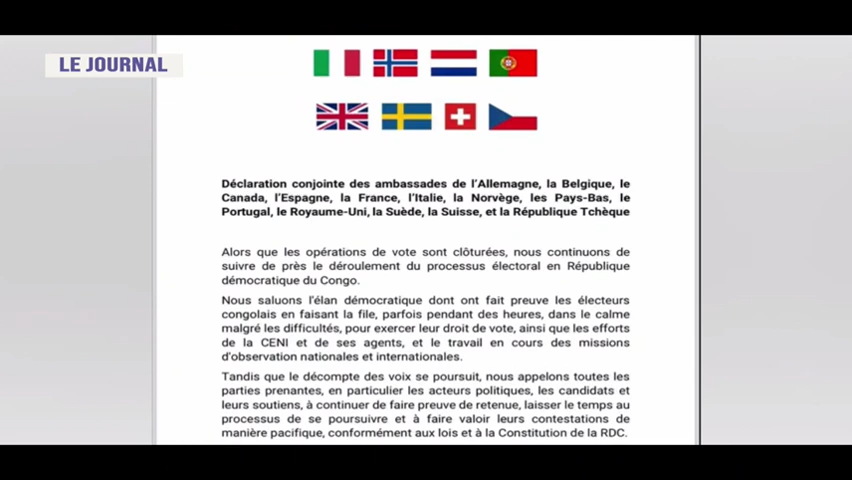 LE JOURNAL
Déclaration conjointe des ambassades de l'Allemagne, la Belgique, le
Canada, l'Espagne, la France, l'Italie, la Norvège, les Pays-Bas, le
Portugal, le Royaume-Uni, la Suède, la Suisse, et la République Tchèque
Alors que les opérations de vote sont clôturées, nous continuons de
suivre de près le déroulement du processus électoral en République
démocratique du Congo.
Nous saluons l'élan démocratique dont ont fait preuve les électeurs
congolais en faisant la file, parfois pendant des heures, dans le calme
malgré les difficultés, pour exercer leur droit de vote, ainsi que les efforts
de la CENI et de ses agents, et le travail en cours des missions
d'observation nationales et internationales.
Tandis que le décompte des voix se poursuit, nous appelons toutes les
parties prenantes, en particulier les acteurs politiques, les candidats et
leurs soutiens, à continuer de faire preuve de retenue, laisser le temps au
processus de se poursuivre et à faire valoir leurs contestations de
manière pacifique, conformément aux lois et à la Constitution de la RDC.